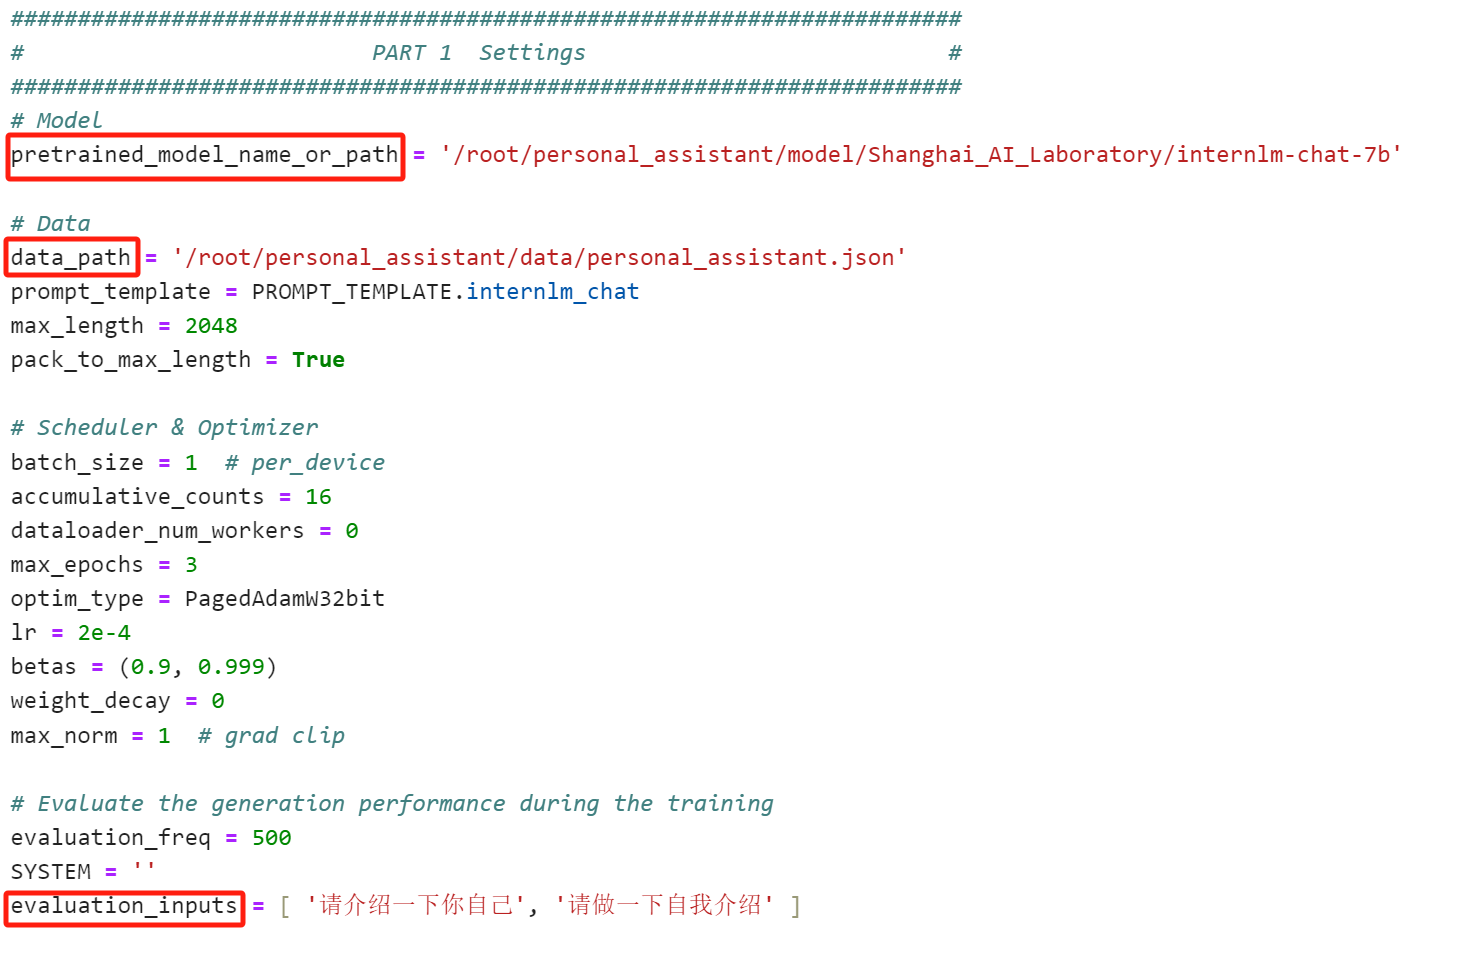 #######################################################################
#                          PART 1  Settings                           #
#######################################################################
# Model
pretrained_model_name_or_path = '/root/personal_assistant/model/Shanghai_AI_Laboratory/internlm-chat-7b'
# Data
data_path = '/root/personal_assistant/data/personal_assistant.json'
prompt_template = PROMPT_TEMPLATE.internlm_chat
max_length = 2048
pack_to_max_length = True
# Scheduler & Optimizer
batch_size = 1  # per_device
accumulative_counts = 16
dataloader_num_workers = 0
max_epochs = 3
optim_type = PagedAdamW32bit
lr = 2e-4
betas = (0.9, 0.999)
weight_decay = 0
max_norm = 1  # grad clip
# Evaluate the generation performance during the training
evaluation_freq = 500
SYSTEM = ''
evaluation_inputs = [ '请介绍一下你自己', '请做一下自我介绍' ]